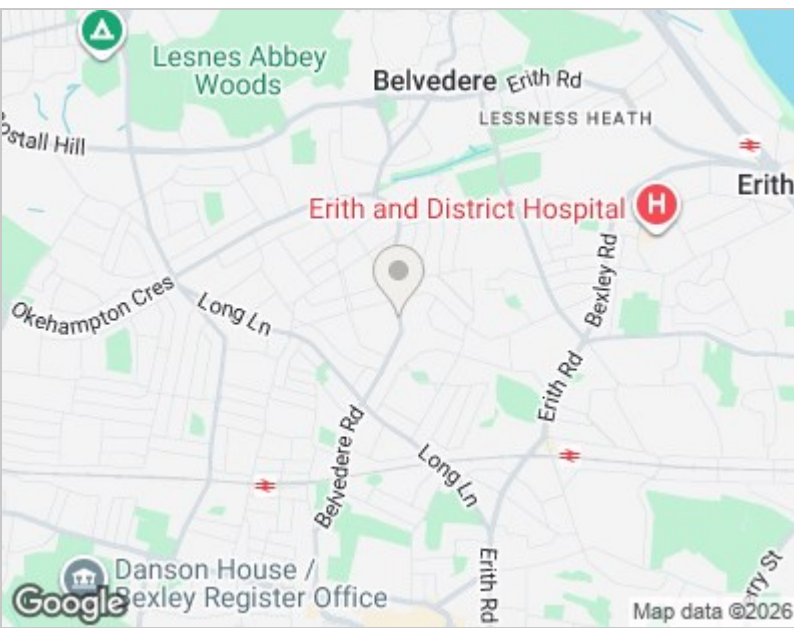 Lesnes Abbey
Woods
Belvedere
Erith Rd
LESSNESS HEATH
ostall Hill
Erith
Erith and District Hospital
H
Bexley Rd
Okehampton Cres
Long Ln
Erith Rd
Belvedere Rd
Long Ln
Erith Rd
erry St
Danson House /
Bexley Register Office
Google
Map data ©2026